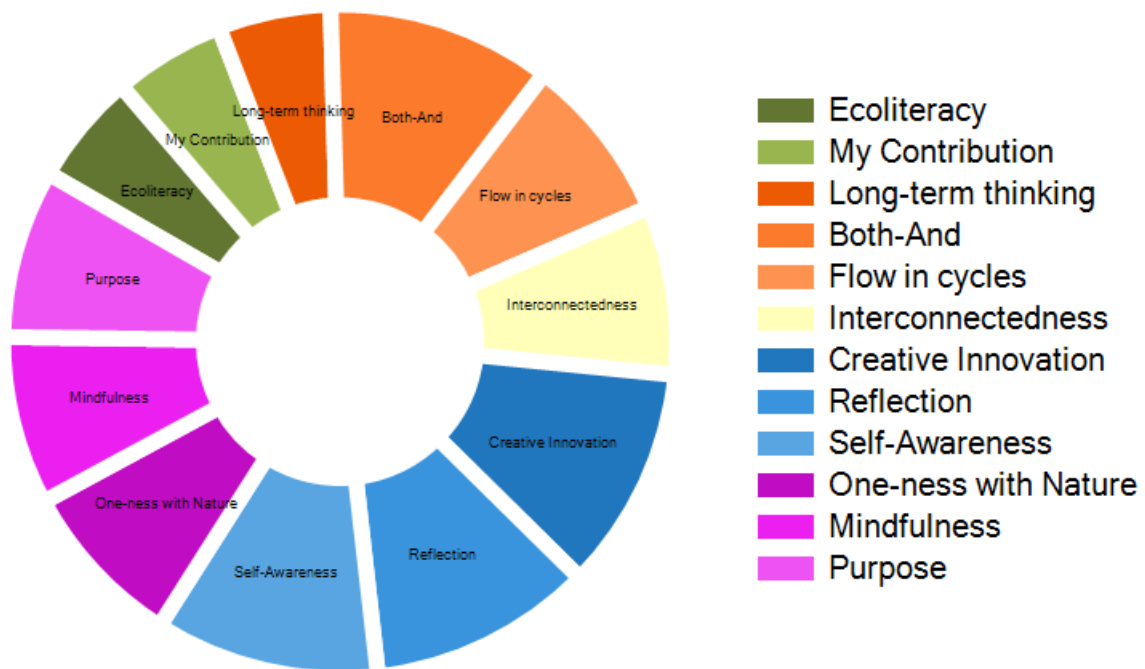 Long-term thinking
Both-And
My Contribution
Ecoliteracy
Flow in cycles
Purpose
Interconnectedness
Mindfulness
Creative Innovation
One-ness with Nature
Reflection
Self-Awareness
Ecoliteracy
My Contribution
Long-term thinking
Both-And
Flow in cycles
Interconnectedness
Creative Innovation
Reflection
Self-Awareness
One-ness with Nature
Mindfulness
Purpose